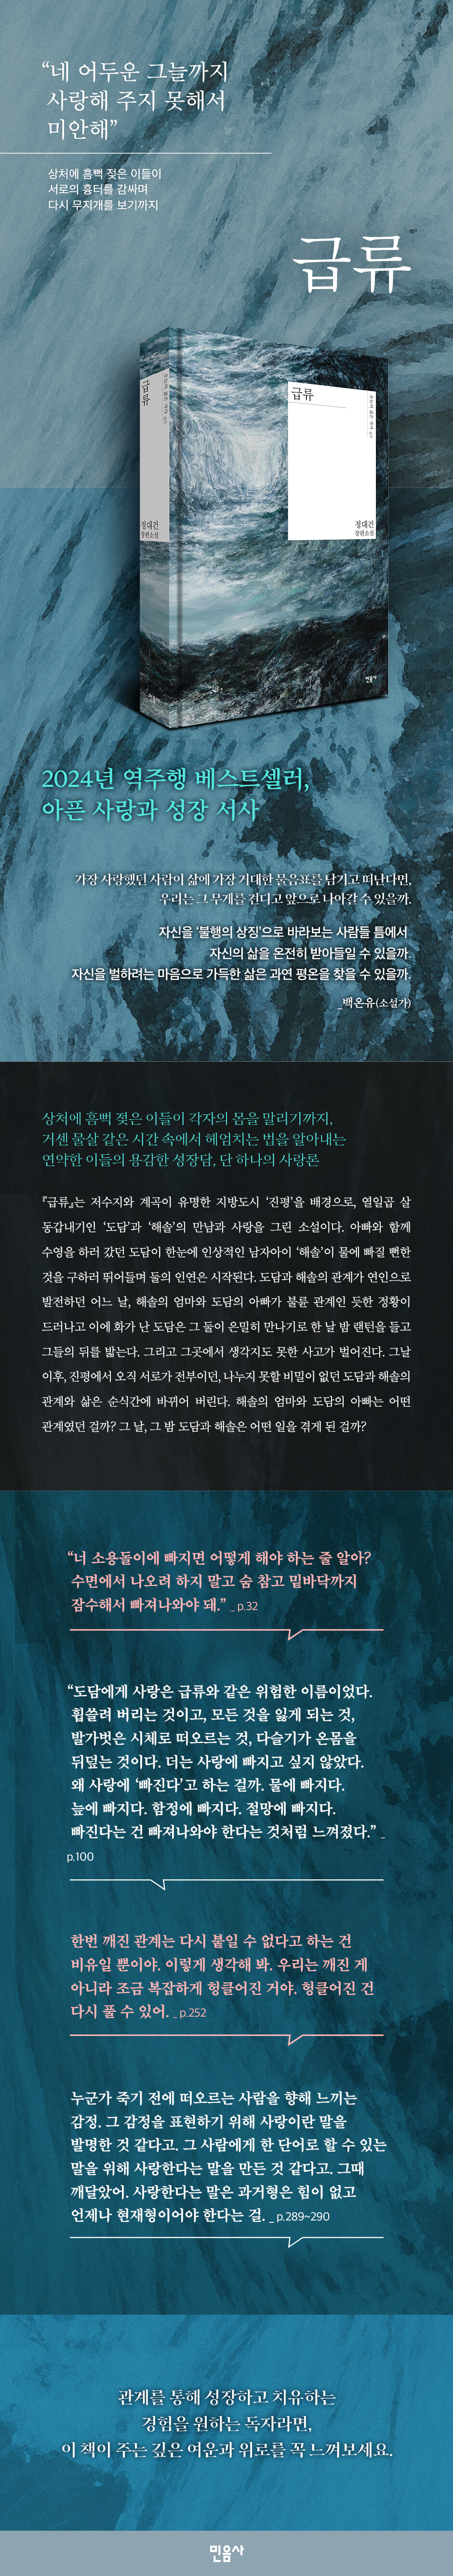 “네 어두운 그늘까지
사랑해 주지 못해서
미안해”
상처에 흠뻑 젖은 이들이
서로의 흉터를 감싸며
다시 무지개를 보기까지
급류
급류
오늘의 젊은 작가 40
정대건
장편소설
민음사
급류
오늘의 젊은 작가 40
정대건
장편소설
민음사
2024년 역주행 베스트셀러,
아픈 사랑과 성장 서사
가장 사랑했던 사람이 삶에 가장 거대한 물음표를 남기고 떠난다면,
우리는 그 무게를 견디고 앞으로 나아갈 수 있을까.
자신을 ‘불행의 상징’으로 바라보는 사람들 틈에서
자신의 삶을 온전히 받아들일 수 있을까.
자신을 벌하려는 마음으로 가득한 삶은 과연 평온을 찾을 수 있을까.
_백온유(소설가)
상처에 흠뻑 젖은 이들이 각자의 몸을 말리기까지,
거센 물살 같은 시간 속에서 헤엄치는 법을 알아내는
연약한 이들의 용감한 성장담, 단 하나의 사랑론
『급류』는 저수지와 계곡이 유명한 지방도시 ‘진평’을 배경으로, 열일곱 살
동갑내기인 ‘도담’과 ‘해솔’의 만남과 사랑을 그린 소설이다. 아빠와 함께
수영을 하러 갔던 도담이 한눈에 인상적인 남자아이 ‘해솔’이 물에 빠질 뻔한
것을 구하러 뛰어들며 둘의 인연은 시작된다. 도담과 해솔의 관계가 연인으로
발전하던 어느 날, 해솔의 엄마와 도담의 아빠가 불륜 관계인 듯한 정황이
드러나고 이에 화가 난 도담은 그 둘이 은밀히 만나기로 한 날 밤 랜턴을 들고
그들의 뒤를 밟는다. 그리고 그곳에서 생각지도 못한 사고가 벌어진다. 그날
이후, 진평에서 오직 서로가 전부이던, 나누지 못할 비밀이 없던 도담과 해솔의
관계와 삶은 순식간에 바뀌어 버린다. 해솔의 엄마와 도담의 아빠는 어떤
관계였던 걸까? 그 날, 그 밤 도담과 해솔은 어떤 일을 겪게 된 걸까?
“너 소용돌이에 빠지면 어떻게 해야 하는 줄 알아?
수면에서 나오려 하지 말고 숨 참고 밑바닥까지
잠수해서 빠져나와야 돼.” _ p.32
“도담에게 사랑은 급류와 같은 위험한 이름이었다.
휩쓸려 버리는 것이고, 모든 것을 잃게 되는 것,
발가벗은 시체로 떠오르는 것, 다슬기가 온몸을
뒤덮는 것이다. 더는 사랑에 빠지고 싶지 않았다.
왜 사랑에 ‘빠진다’고 하는 걸까. 물에 빠지다.
늪에 빠지다. 함정에 빠지다. 절망에 빠지다.
빠진다는 건 빠져나와야 한다는 것처럼 느껴졌다.” _
p.100
한번 깨진 관계는 다시 붙일 수 없다고 하는 건
비유일 뿐이야. 이렇게 생각해 봐. 우리는 깨진 게
아니라 조금 복잡하게 헝클어진 거야. 헝클어진 건
다시 풀 수 있어. _ p.252
누군가 죽기 전에 떠오르는 사람을 향해 느끼는
감정. 그 감정을 표현하기 위해 사랑이란 말을
발명한 것 같다고. 그 사람에게 한 단어로 할 수 있는
말을 위해 사랑한다는 말을 만든 것 같다고. 그때
깨달았어. 사랑한다는 말은 과거형은 힘이 없고
언제나 현재형이어야 한다는 걸. _ p.289~290
관계를 통해 성장하고 치유하는
경험을 원하는 독자라면,
이 책이 주는 깊은 여운과 위로를 꼭 느껴보세요.
민음사